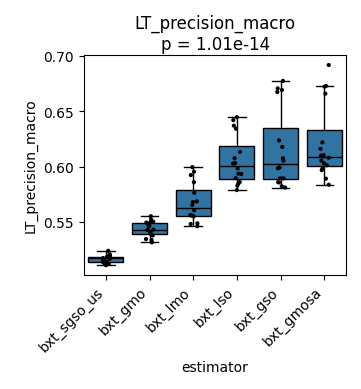 LT_precision_macro
p = 1.01e-14
LT_precision_macro
0.70
0.65
0.60
0.55
bxt_sgso_us
bxt_gmo
bxt_lmo
bxt_lso
bxt_gso
bxt_gmosa
estimator